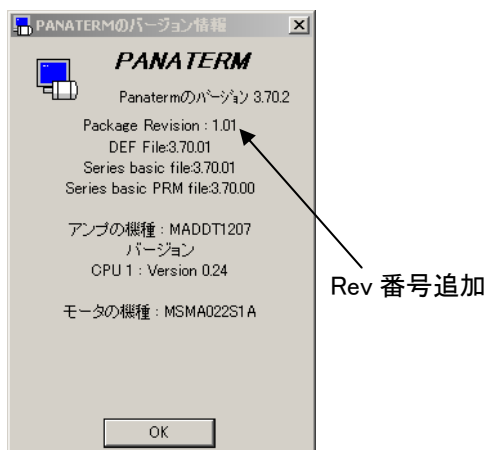 PANATERMのバージョン情報
PANATERM
Panatermのバージョン 3.70.2
Package Revision : 1.01
DEF File:3.70.01
Series basic file:3.70.01
Series basic PRM file:3.70.00
アンプの機種 : MADDT1207
バージョン
CPU 1 : Version 0.24
モータの機種 : MSMA022S1A
Rev 番号追加
OK